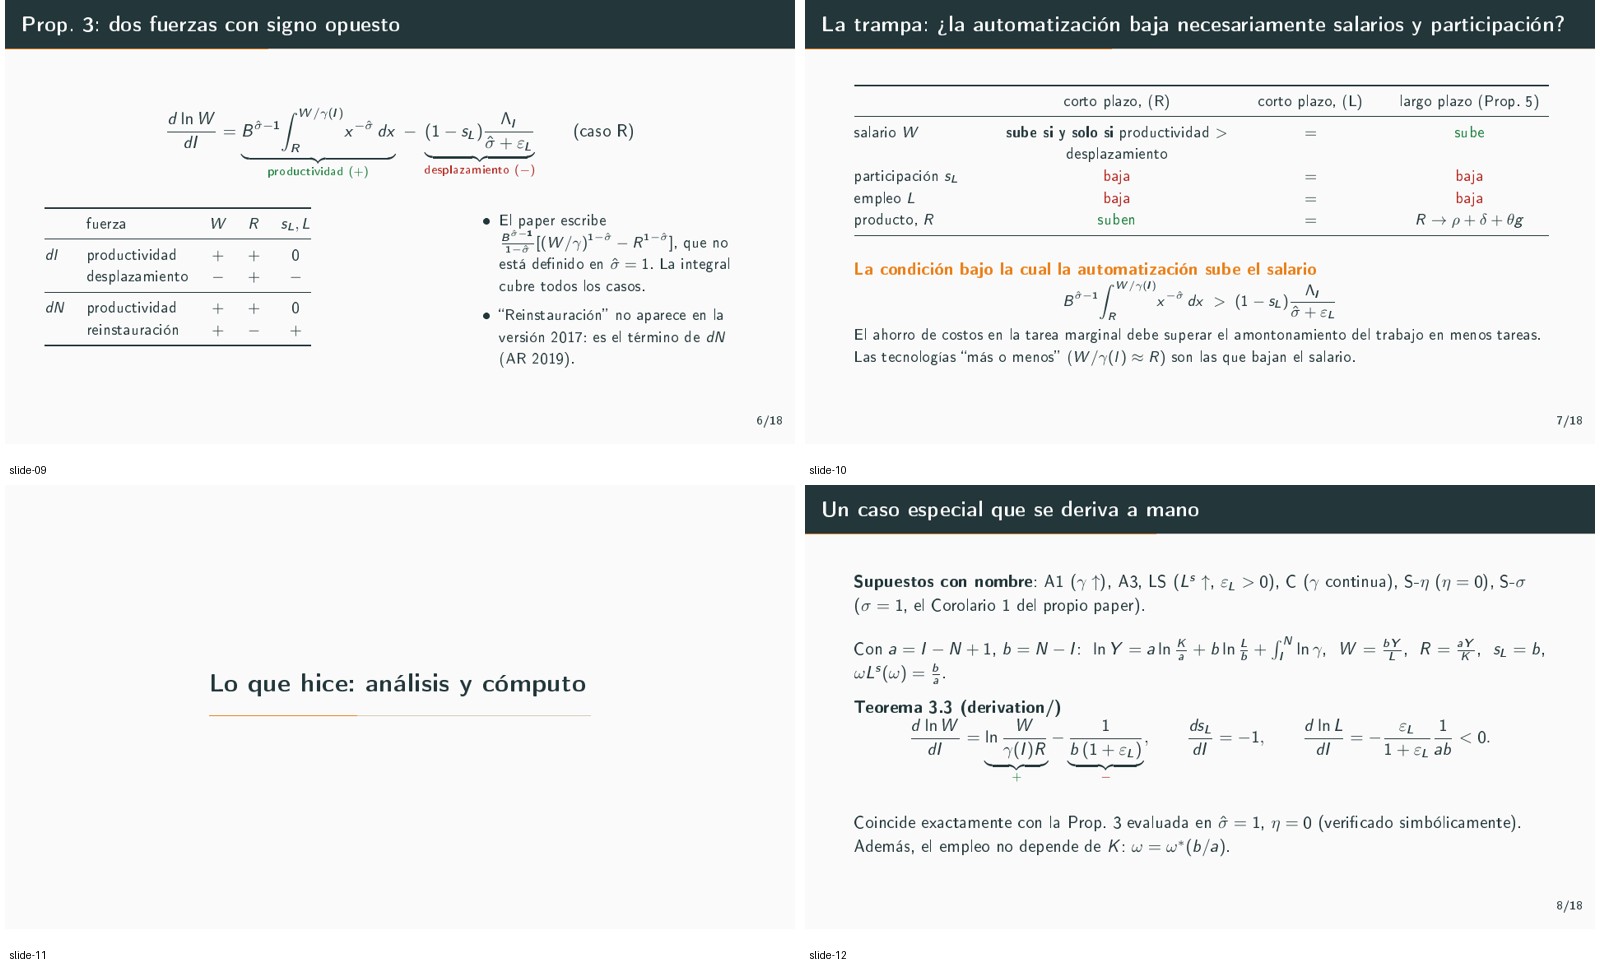 Prop. 3: dos fuerzas con signo opuesto
d ln W / dI = B^{σ̂−1} ∫_R^{W/γ(I)} x^{−σ̂} dx − (1 − s_L) Λ_I / (σ̂ + ε_L) (caso R)
productividad (+) desplazamiento (−)
fuerza W R s_L, L
dI productividad + + 0
desplazamiento − + −
dN productividad + + 0
reinstauración + − +
• El paper escribe
B^{σ̂−1}/(1−σ̂) [(W/γ)^{1−σ̂} − R^{1−σ̂}], que no
está definido en σ̂ = 1. La integral
cubre todos los casos.
• “Reinstauración” no aparece en la
versión 2017: es el término de dN
(AR 2019).
6/18
slide-09
La trampa: ¿la automatización baja necesariamente salarios y participación?
corto plazo, (R) corto plazo, (L) largo plazo (Prop. 5)
salario W sube si y solo si productividad > = sube
desplazamiento
participación s_L baja = baja
empleo L baja = baja
producto, R suben = R → ρ + δ + θg
La condición bajo la cual la automatización sube el salario
B^{σ̂−1} ∫_R^{W/γ(I)} x^{−σ̂} dx > (1 − s_L) Λ_I / (σ̂ + ε_L)
El ahorro de costos en la tarea marginal debe superar el amontonamiento del trabajo en menos tareas.
Las tecnologías “más o menos” (W/γ(I) ≈ R) son las que bajan el salario.
7/18
slide-10
Lo que hice: análisis y cómputo
slide-11
Un caso especial que se deriva a mano
Supuestos con nombre: A1 (γ ↑), A3, LS (L^s ↑, ε_L > 0), C (γ continua), S-η (η = 0), S-σ
(σ = 1, el Corolario 1 del propio paper).
Con a = I − N + 1, b = N − I: ln Y = a ln K/a + b ln L/b + ∫_I^N ln γ, W = bY/L, R = aY/K, s_L = b,
ωL^s(ω) = b/a.
Teorema 3.3 (derivation/)
d ln W / dI = ln W / (γ(I)R) − 1 / (b (1 + ε_L)), ds_L / dI = −1, d ln L / dI = − ε_L / (1 + ε_L) 1 / ab < 0.
+ −
Coincide exactamente con la Prop. 3 evaluada en σ̂ = 1, η = 0 (verificado simbólicamente).
Además, el empleo no depende de K: ω = ω*(b/a).
8/18
slide-12